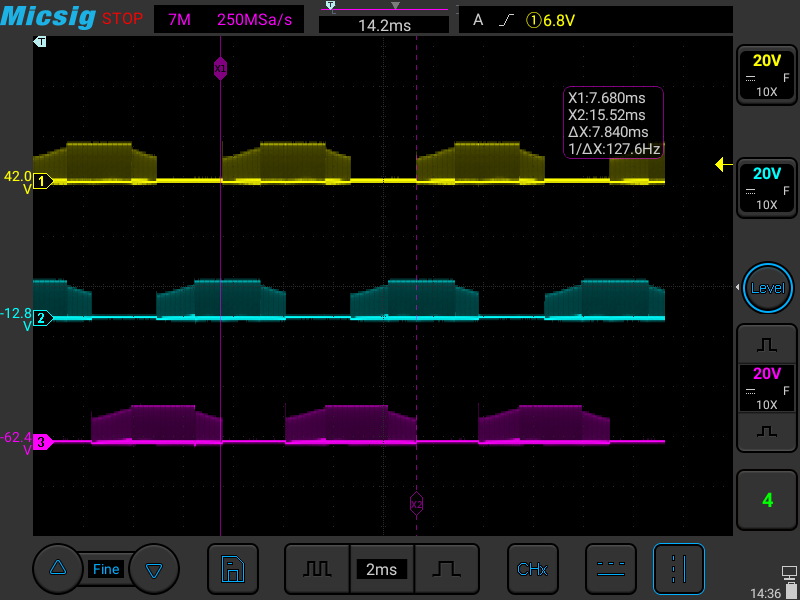 Micsig STOP 7M 250MSa/s T 14.2ms A ①6.8V
T
X1
20V
F
10X
X1:7.680ms
X2:15.52ms
ΔX:7.840ms
1/ΔX:127.6Hz
42.0
V
1
20V
F
10X
Level
-12.8
V
2
20V
F
10X
-62.4
V
3
X2
4
Fine 2ms CHx
14:36